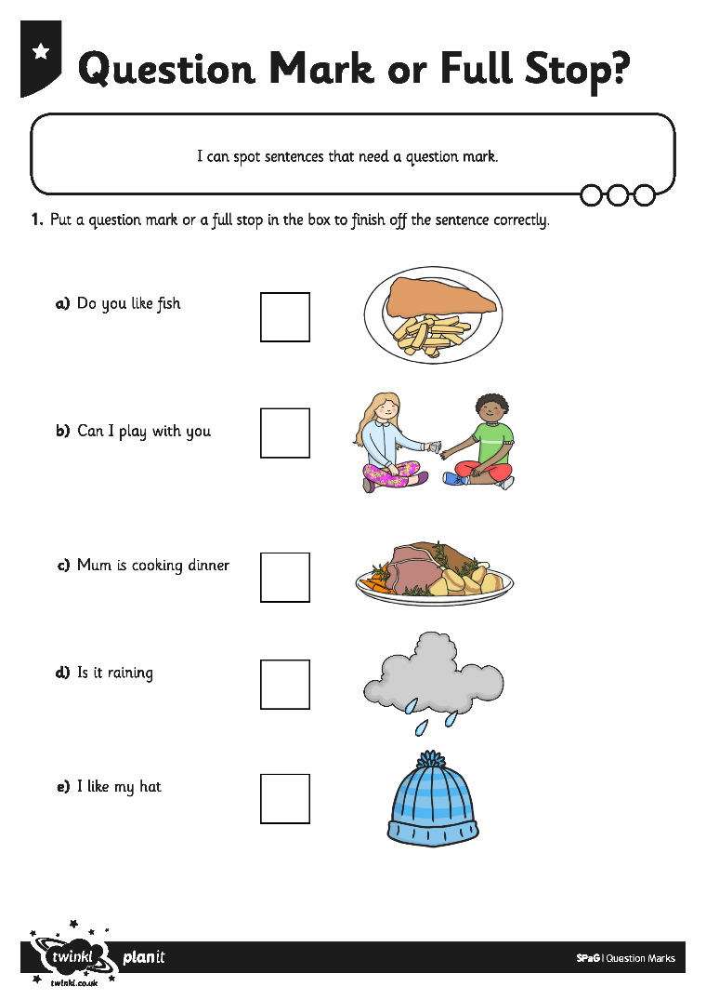 Question Mark or Full Stop?
I can spot sentences that need a question mark.
1. Put a question mark or a full stop in the box to finish off the sentence correctly.
a) Do you like fish
b) Can I play with you
c) Mum is cooking dinner
d) Is it raining
e) I like my hat
twinkl planit
twinkl.co.uk
SPaG | Question Marks